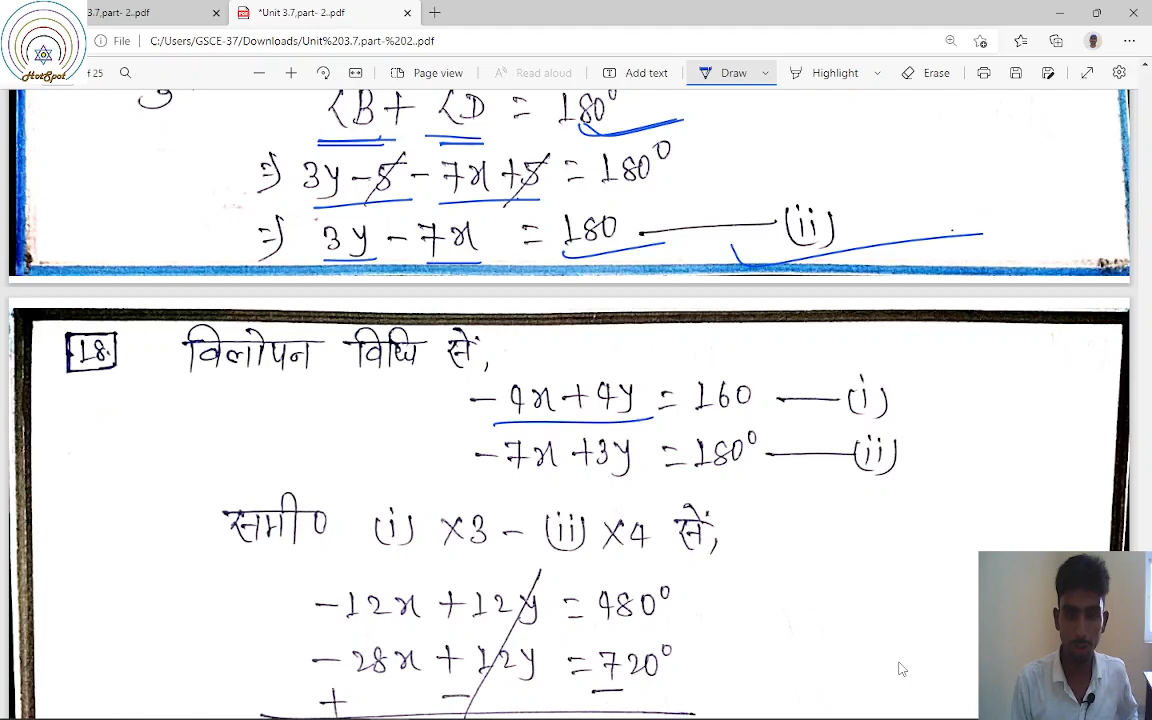 3.7,part- 2..pdf
*Unit 3.7,part- 2..pdf
File C:/Users/GSCE-37/Downloads/Unit%203.7,part-%202..pdf
of 25
Page view
Read aloud
Add text
Draw
Highlight
Erase
HotSpot
∠B + ∠D = 180°
⇒ 3y - 5 - 7x + 5 = 180°
⇒ 3y - 7x = 180 —— (ii)
18. विलोपन विधि सें,
- 4x + 4y = 160 —— (i)
- 7x + 3y = 180° —— (ii)
समी० (i) ×3 - (ii) ×4 सें,
- 12x + 12y = 480°
- 28x + 12y = 720°
+ -